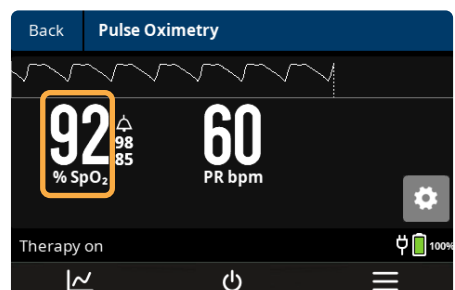 Back Pulse Oximetry
92 98 60
85
% SpO₂ PR bpm
Therapy on 100%